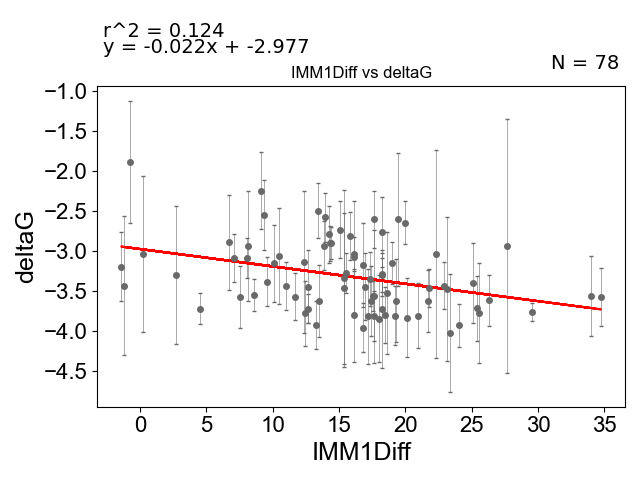 r^2 = 0.124
y = -0.022x + -2.977
N = 78
IMM1Diff vs deltaG
−1.0
−1.5
−2.0
−2.5
−3.0
−3.5
−4.0
−4.5
deltaG
0 5 10 15 20 25 30 35
IMM1Diff